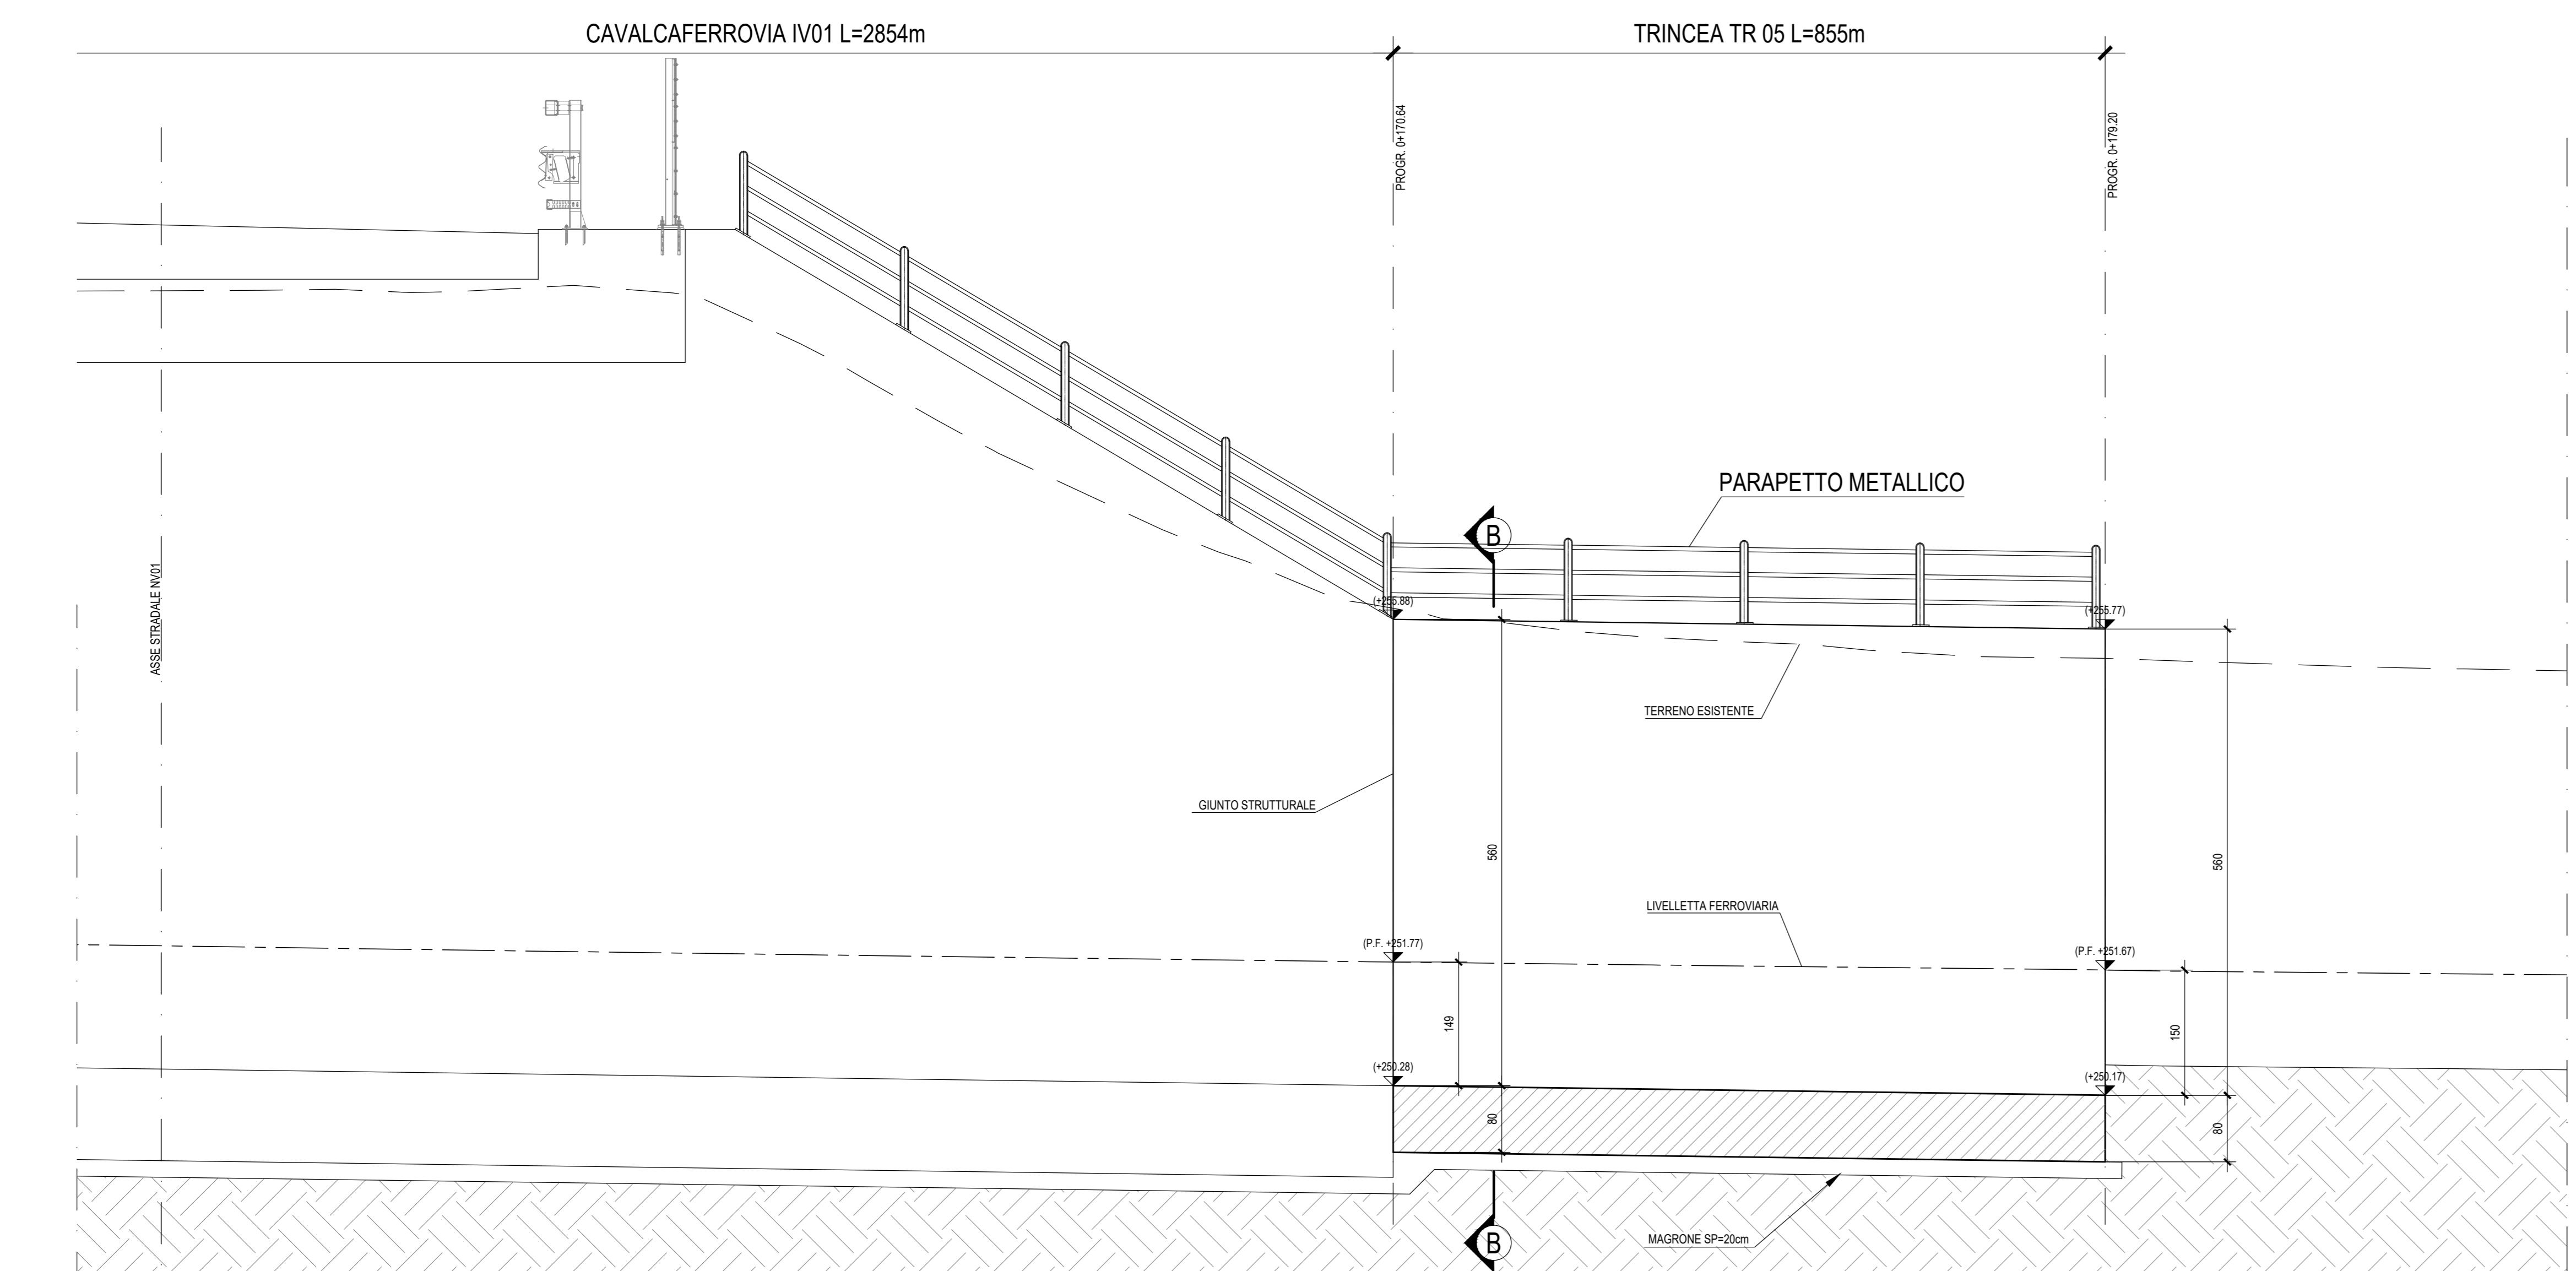 CAVALCAFERROVIA IV01 L=2854m
TRINCEA TR 05 L=855m
PROGR. 0+170.64
PROGR. 0+179.20
PARAPETTO METALLICO
B
ASSE STRADALE NV01
(+255.88)
(+255.77)
TERRENO ESISTENTE
GIUNTO STRUTTURALE
560
560
LIVELLETTA FERROVIARIA
(P.F. +251.77)
(P.F. +251.67)
149
150
(+250.28)
(+250.17)
80
80
MAGRONE SP=20cm
B